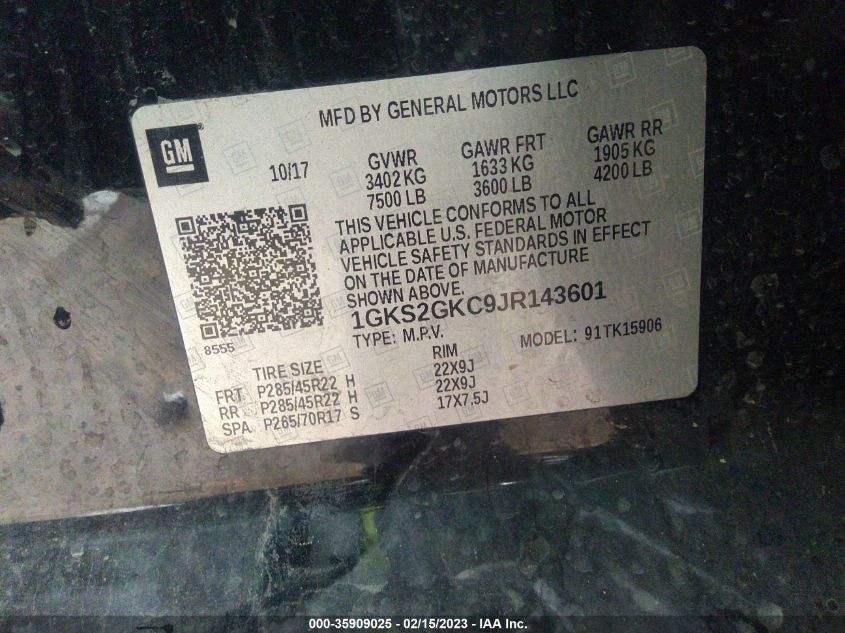 MFD BY GENERAL MOTORS LLC
GM ®
10/17
GVWR GAWR FRT GAWR RR
3402 KG 1633 KG 1905 KG
7500 LB 3600 LB 4200 LB
THIS VEHICLE CONFORMS TO ALL
APPLICABLE U.S. FEDERAL MOTOR
VEHICLE SAFETY STANDARDS IN EFFECT
ON THE DATE OF MANUFACTURE
SHOWN ABOVE.
1GKS2GKC9JR143601
8555
TYPE: M.P.V. MODEL: 91TK15906
TIRE SIZE RIM
FRT P285/45R22 H 22X9J
RR P285/45R22 H 22X9J
SPA P265/70R17 S 17X7.5J
000-35909025 - 02/15/2023 - IAA Inc.